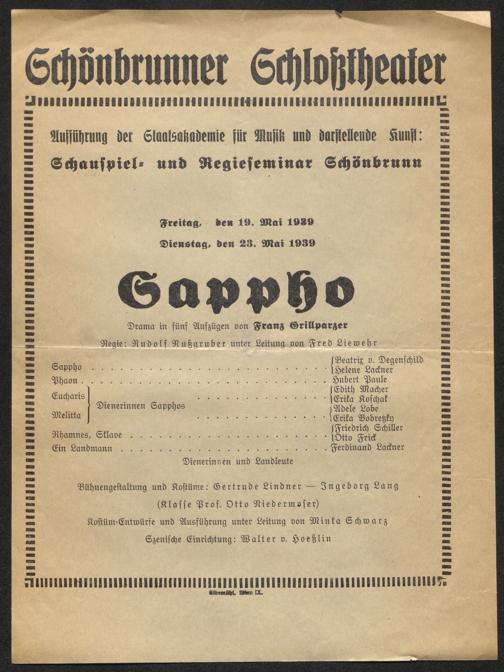 Schönbrunner Schloßtheater
Aufführung der Staatsakademie für Musik und darstellende Kunst:
Schauspiel- und Regieseminar Schönbrunn
Freitag, den 19. Mai 1939
Dienstag, den 23. Mai 1939
Sappho
Drama in fünf Aufzügen von Franz Grillparzer
Regie: Rudolf Nußgruber unter Leitung von Fred Liewehr
Sappho . . . . . . . . . . { Beatrix v. Degenschild
Helene Lackner
Phaon . . . . . . . . . . Hubert Paule
Eucharis } Dienerinnen Sapphos . . . . . { Edith Macher
Erika Koschak
Melitta . . . . . { Adele Lobe
Erika Bobretzky
Rhamnes, Sklave . . . . . . . . . . { Friedrich Schiller
Otto Frick
Ein Landmann . . . . . . . . . . Ferdinand Lackner
Dienerinnen und Landleute
Bühnengestaltung und Kostüme: Gertrude Lindner — Ingeborg Lang
(Klasse Prof. Otto Niedermoser)
Kostüm-Entwürfe und Ausführung unter Leitung von Minka Schwarz
Szenische Einrichtung: Walter v. Hoeßlin
Elbemühl, Wien IX.